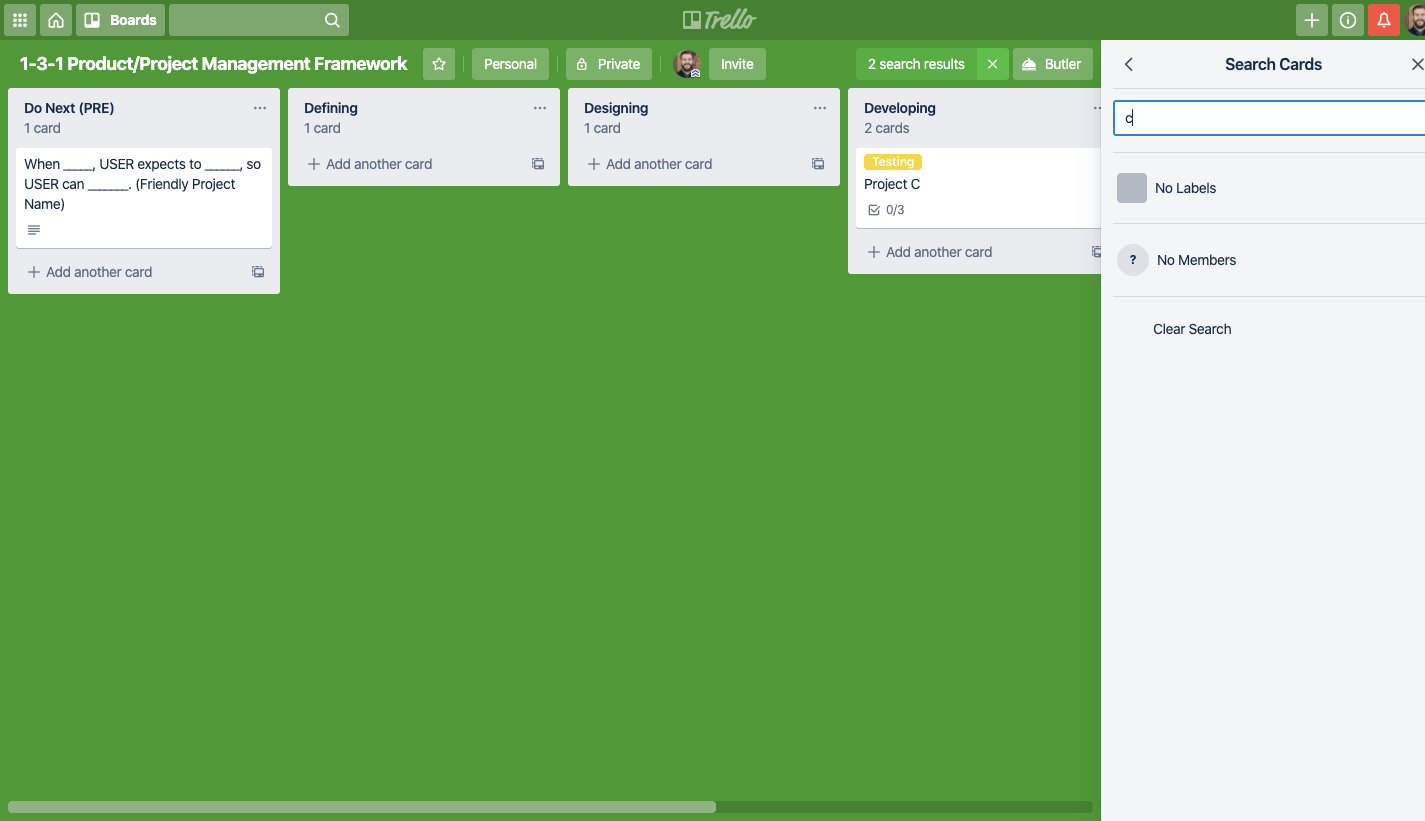 Boards
Trello
1-3-1 Product/Project Management Framework
Personal
Private
Invite
2 search results
Butler
Do Next (PRE)
1 card
When _____, USER expects to ______, so
USER can _______. (Friendly Project
Name)
Add another card
Defining
1 card
Add another card
Designing
1 card
Add another card
Developing
2 cards
Testing
Project C
0/3
Add another card
Search Cards
c
No Labels
? No Members
Clear Search